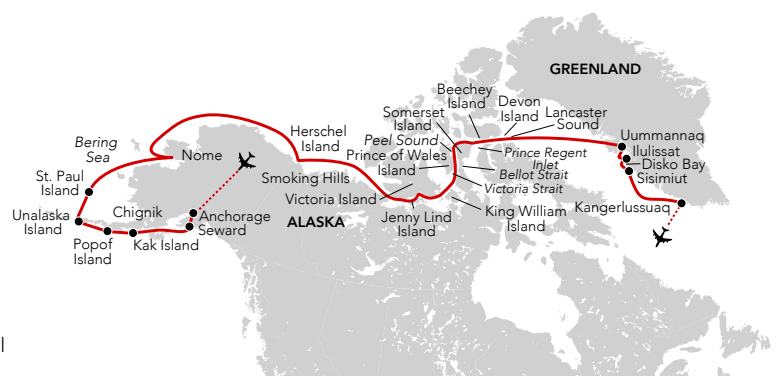 GREENLAND
Beechey
Island
Devon
Island
Lancaster
Sound
Somerset
Island
Peel Sound
Prince of Wales
Island
Prince Regent
Inlet
Bellot Strait
Victoria Strait
Uummannaq
Ilulissat
Disko Bay
Sisimiut
Kangerlussuaq
Bering
Sea
Nome
Herschel
Island
Smoking Hills
Victoria Island
Jenny Lind
Island
King William
Island
St. Paul
Island
Unalaska
Island
Chignik
Popof
Island
Kak Island
Anchorage
Seward
ALASKA
l